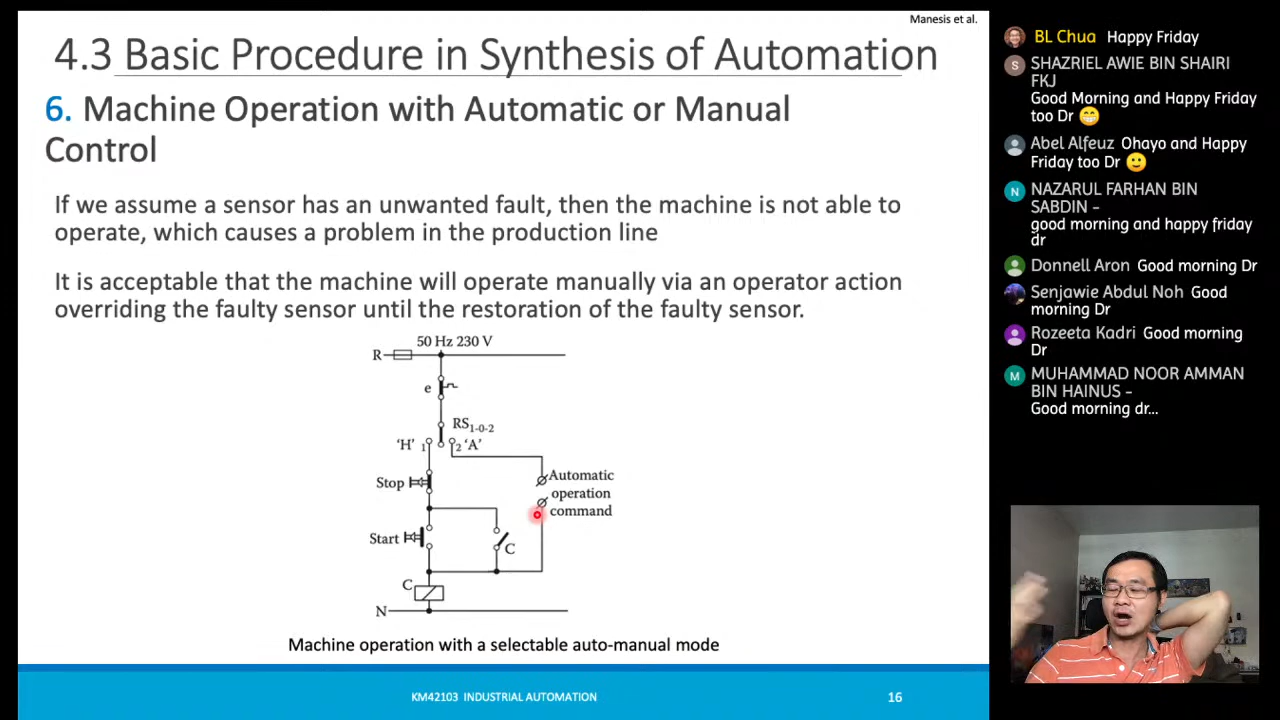 Manesis et al.
4.3 Basic Procedure in Synthesis of Automation
6. Machine Operation with Automatic or Manual
Control
If we assume a sensor has an unwanted fault, then the machine is not able to
operate, which causes a problem in the production line
It is acceptable that the machine will operate manually via an operator action
overriding the faulty sensor until the restoration of the faulty sensor.
50 Hz 230 V
R
e
RS1-0-2
'H' 1 2 'A'
Stop
Automatic
operation
command
Start
C
C
N
Machine operation with a selectable auto-manual mode
KM42103 INDUSTRIAL AUTOMATION
16
BL Chua Happy Friday
S SHAZRIEL AWIE BIN SHAIRI
FKJ
Good Morning and Happy Friday
too Dr 😁
Abel Alfeuz Ohayo and Happy
Friday too Dr 🙂
N NAZARUL FARHAN BIN
SABDIN -
good morning and happy friday
dr
Donnell Aron Good morning Dr
Senjawie Abdul Noh Good
morning Dr
Rozeeta Kadri Good morning
Dr
M MUHAMMAD NOOR AMMAN
BIN HAINUS -
Good morning dr...